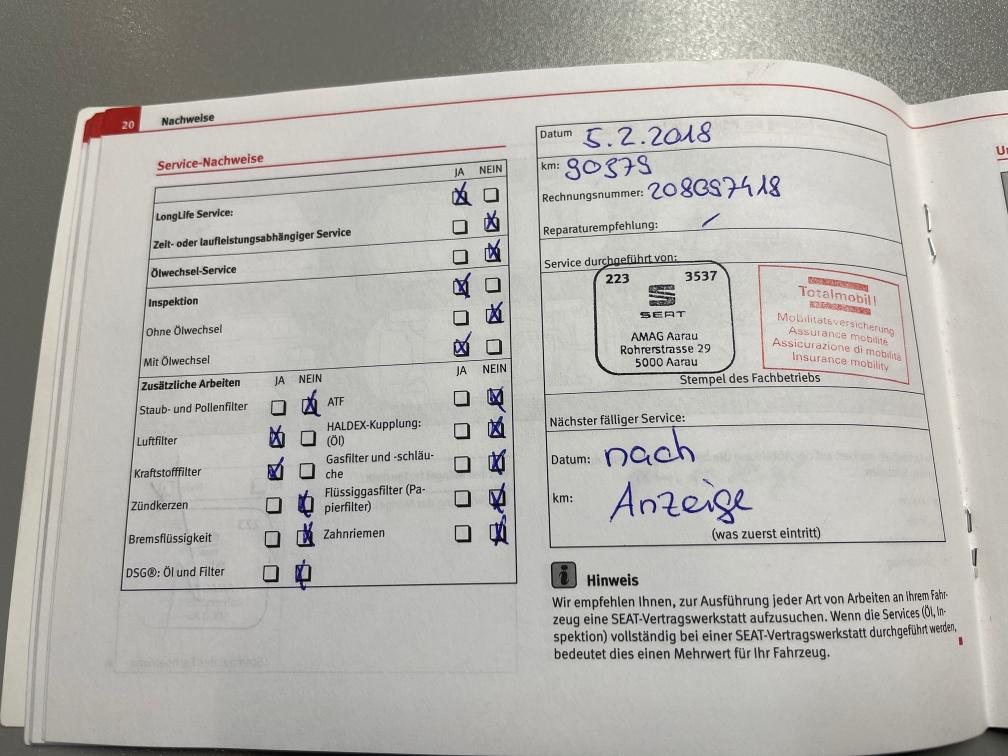 20 Nachweise
Service-Nachweise
JA NEIN
LongLife Service:
Zeit- oder laufleistungsabhängiger Service
Ölwechsel-Service
Inspektion
Ohne Ölwechsel
Mit Ölwechsel
Zusätzliche Arbeiten JA NEIN JA NEIN
Staub- und Pollenfilter ATF
Luftfilter HALDEX-Kupplung:
(Öl)
Kraftstofffilter Gasfilter und -schläu-
che
Zündkerzen Flüssiggasfilter (Pa-
pierfilter)
Bremsflüssigkeit Zahnriemen
DSG®: Öl und Filter
Datum 5.2.2018
km: 90379
Rechnungsnummer: 208097418
Reparaturempfehlung: /
Service durchgeführt von:
223 3537
SEAT
AMAG Aarau
Rohrerstrasse 29
5000 Aarau
Totalmobil!
Mobilitätsversicherung
Assurance mobilité
Assicurazione di mobilità
Insurance mobility
Stempel des Fachbetriebs
Nächster fälliger Service:
Datum: nach
km: Anzeige
(was zuerst eintritt)
Hinweis
Wir empfehlen Ihnen, zur Ausführung jeder Art von Arbeiten an Ihrem Fahr-
zeug eine SEAT-Vertragswerkstatt aufzusuchen. Wenn die Services (Öl, In-
spektion) vollständig bei einer SEAT-Vertragswerkstatt durchgeführt werden,
bedeutet dies einen Mehrwert für Ihr Fahrzeug.